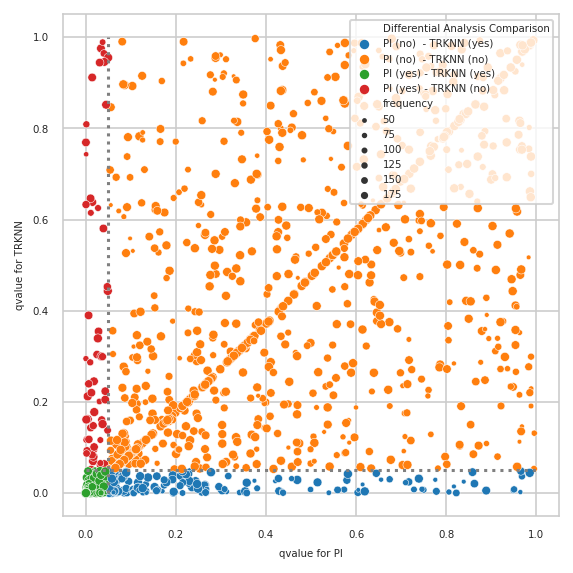 Differential Analysis Comparison
PI (no)  - TRKNN (yes)
PI (no)  - TRKNN (no)
PI (yes) - TRKNN (yes)
PI (yes) - TRKNN (no)
frequency
50
75
100
125
150
175
1.0
0.8
0.6
0.4
0.2
0.0
qvalue for TRKNN
0.0 0.2 0.4 0.6 0.8 1.0
qvalue for PI